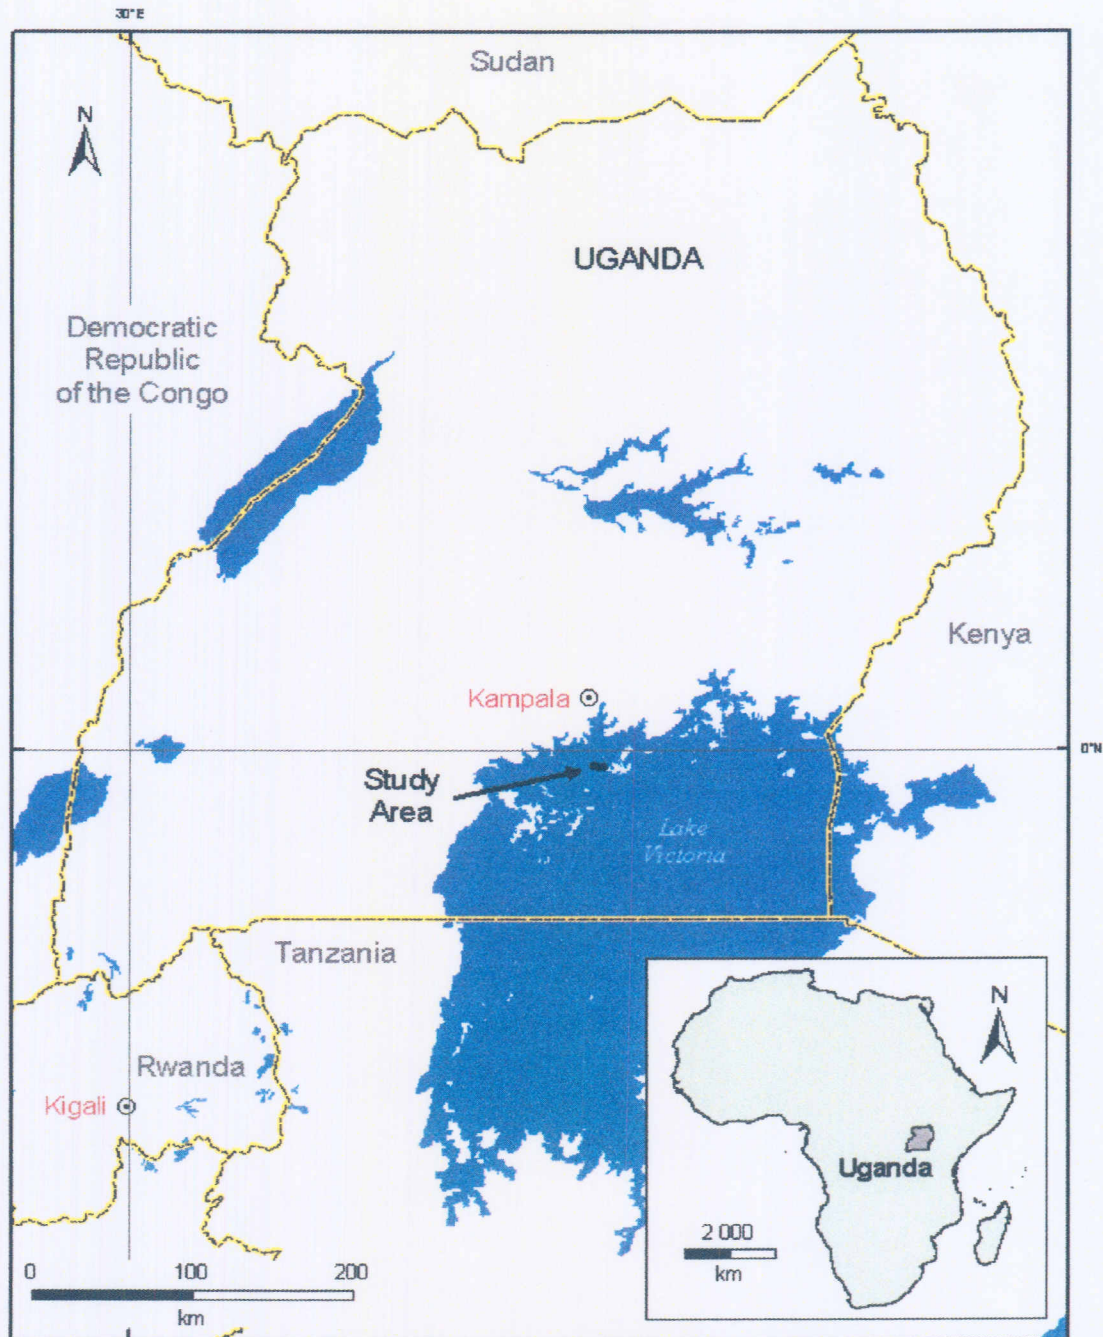 30°E
Sudan
N
UGANDA
Democratic
Republic
of the Congo
Kenya
Kampala
0°N
Study
Area
Lake
Victoria
Tanzania
N
Rwanda
Kigali
Uganda
2 000
km
0 100 200
km